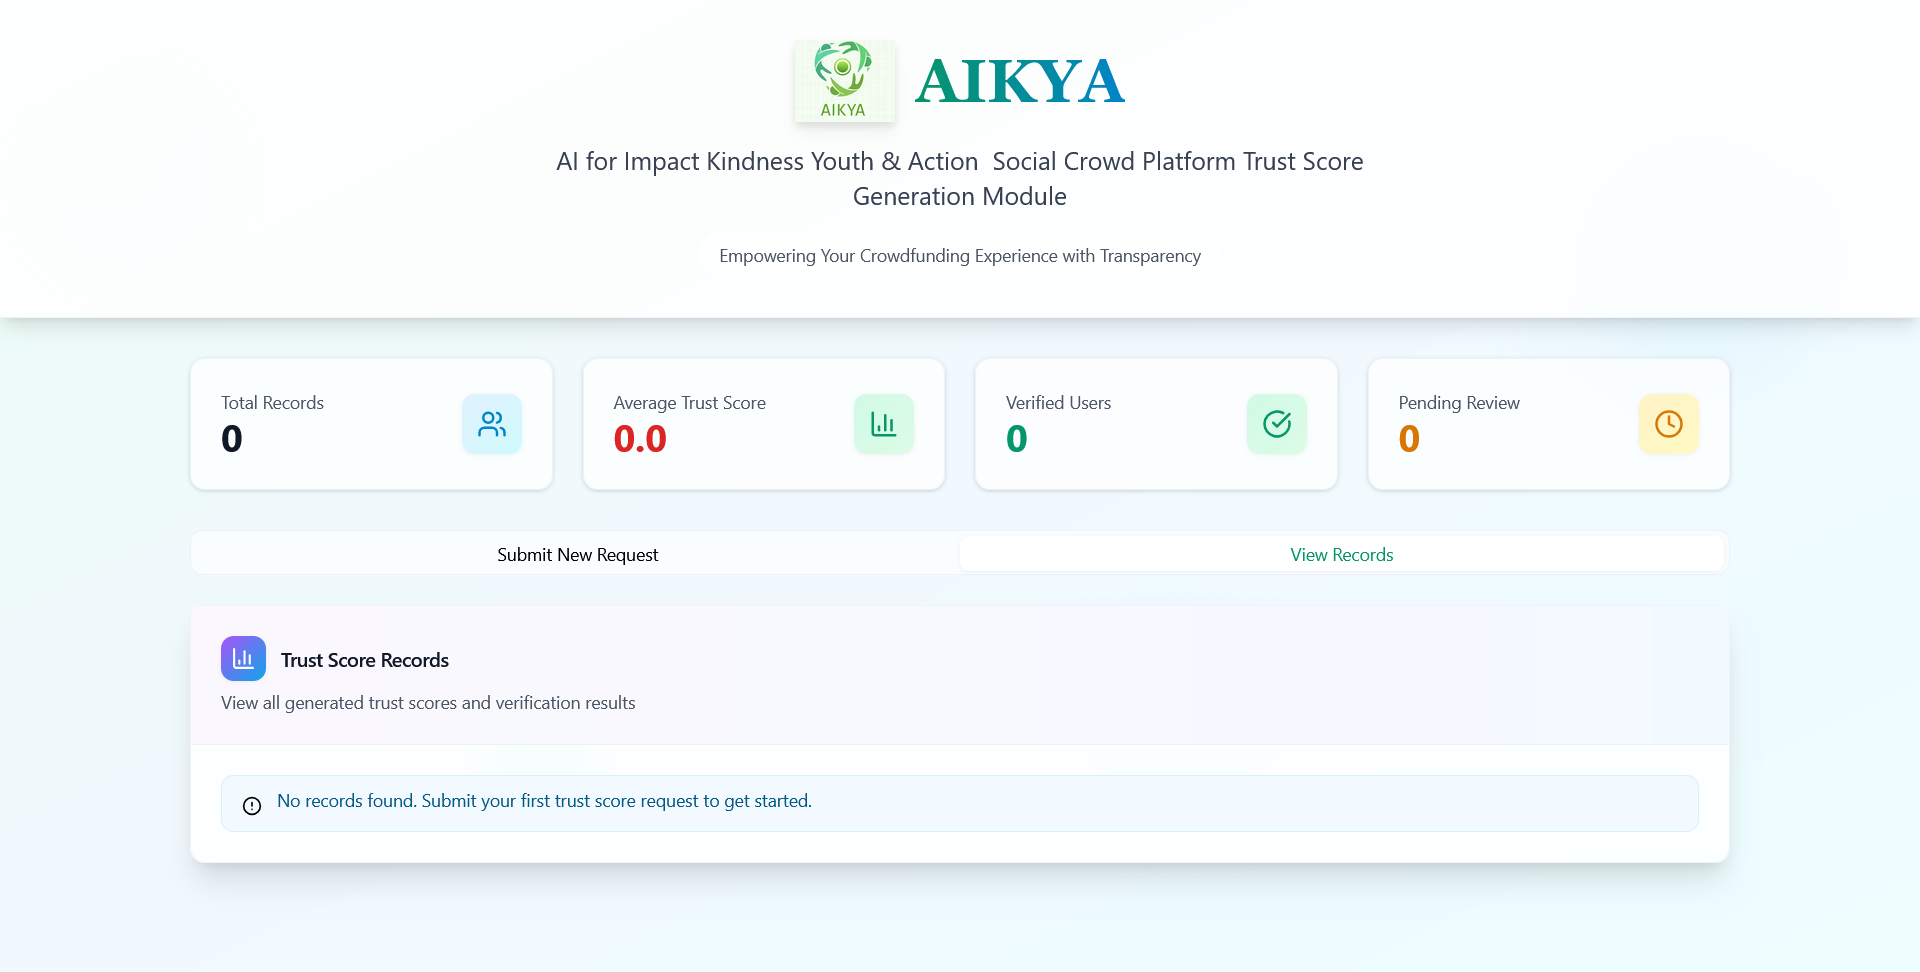 AIKYA
AIKYA
AI for Impact Kindness Youth & Action  Social Crowd Platform Trust Score
Generation Module
Empowering Your Crowdfunding Experience with Transparency
Total Records
0
Average Trust Score
0.0
Verified Users
0
Pending Review
0
Submit New Request
View Records
Trust Score Records
View all generated trust scores and verification results
No records found. Submit your first trust score request to get started.